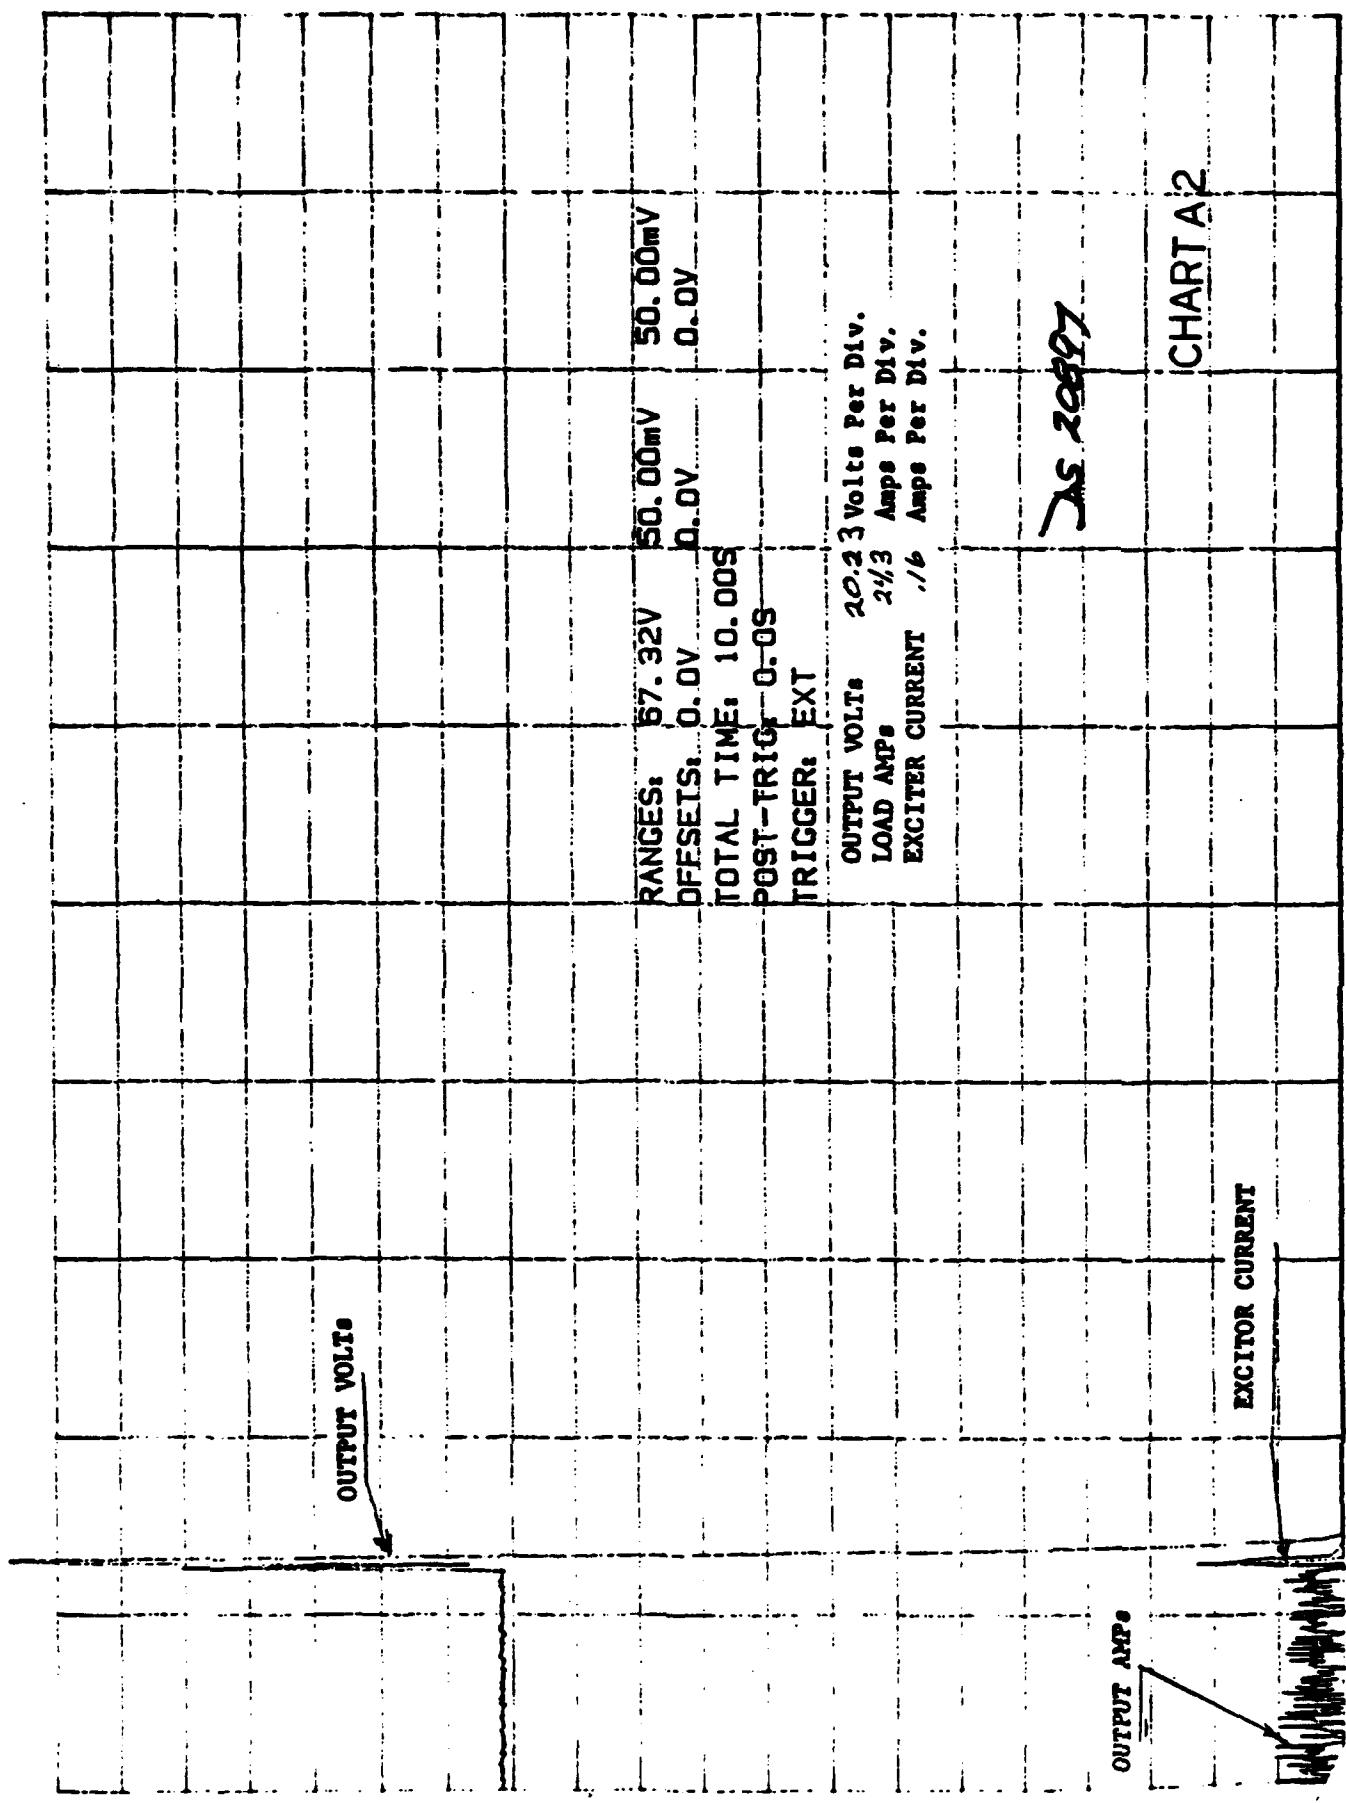 OUTPUT VOLTs
RANGES: 67.32V 50.00mV 50.00mV
OFFSETS: 0.0V 0.0V 0.0V
TOTAL TIME: 10.00S
POST-TRIG: 0.0S
TRIGGER: EXT
OUTPUT VOLTs 20.23 Volts Per Div.
LOAD AMPs Amps Per Div.
EXCITER CURRENT .16 Amps Per Div.
20897
CHART A2
OUTPUT AMPs
EXCITOR CURRENT